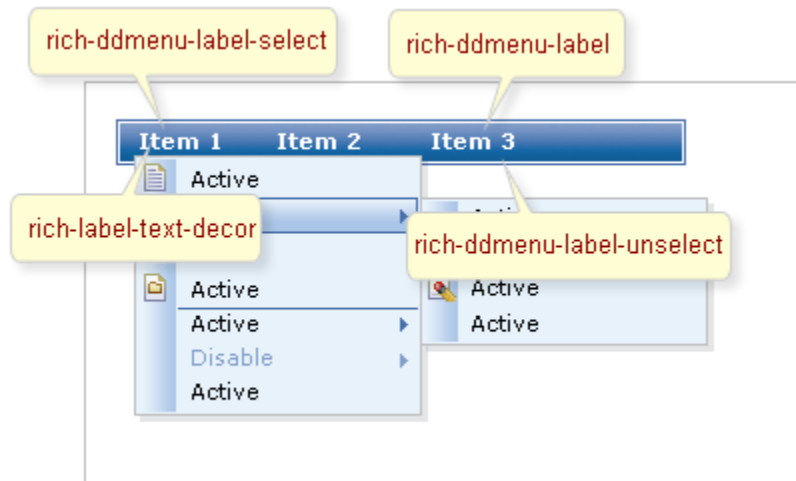 rich-ddmenu-label-select
rich-ddmenu-label
Item 1 Item 2 Item 3
Active
rich-label-text-decor
rich-ddmenu-label-unselect
Active
Active
Active
Active
Disable
Active